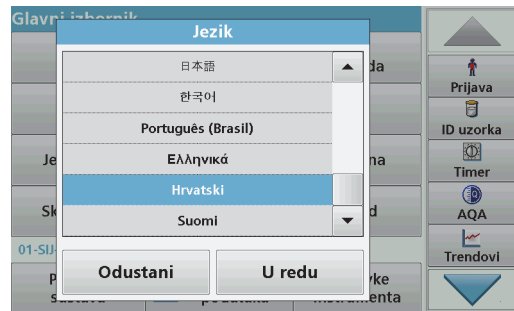 Glavni izbornik
Jezik
日本語
한국어
Português (Brasil)
Ελληνικά
Hrvatski
Suomi
Odustani
U redu
Prijava
ID uzorka
Timer
AQA
Trendovi
01-SIJ-